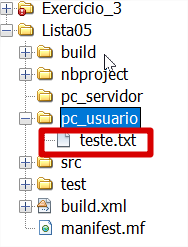 Exercicio_3
Lista05
build
nbproject
pc_servidor
pc_usuario
teste.txt
src
test
build.xml
manifest.mf